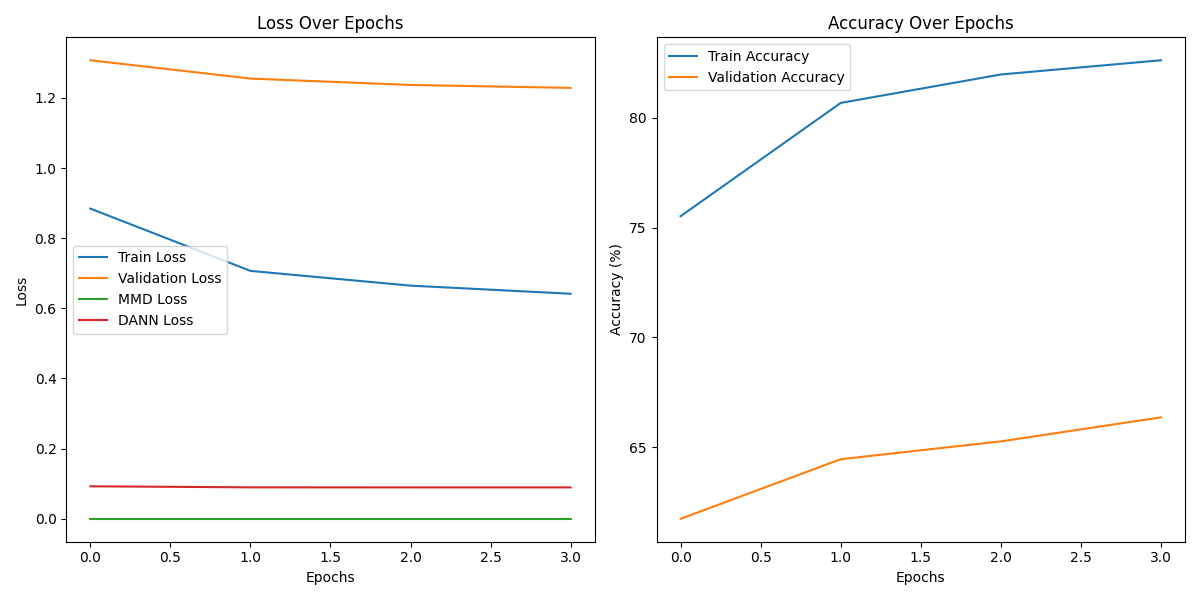 Loss Over Epochs
1.2
1.0
0.8
0.6
0.4
0.2
0.0
Loss
Train Loss
Validation Loss
MMD Loss
DANN Loss
0.0 0.5 1.0 1.5 2.0 2.5 3.0
Epochs
Accuracy Over Epochs
Train Accuracy
Validation Accuracy
80
75
70
65
Accuracy (%)
0.0 0.5 1.0 1.5 2.0 2.5 3.0
Epochs